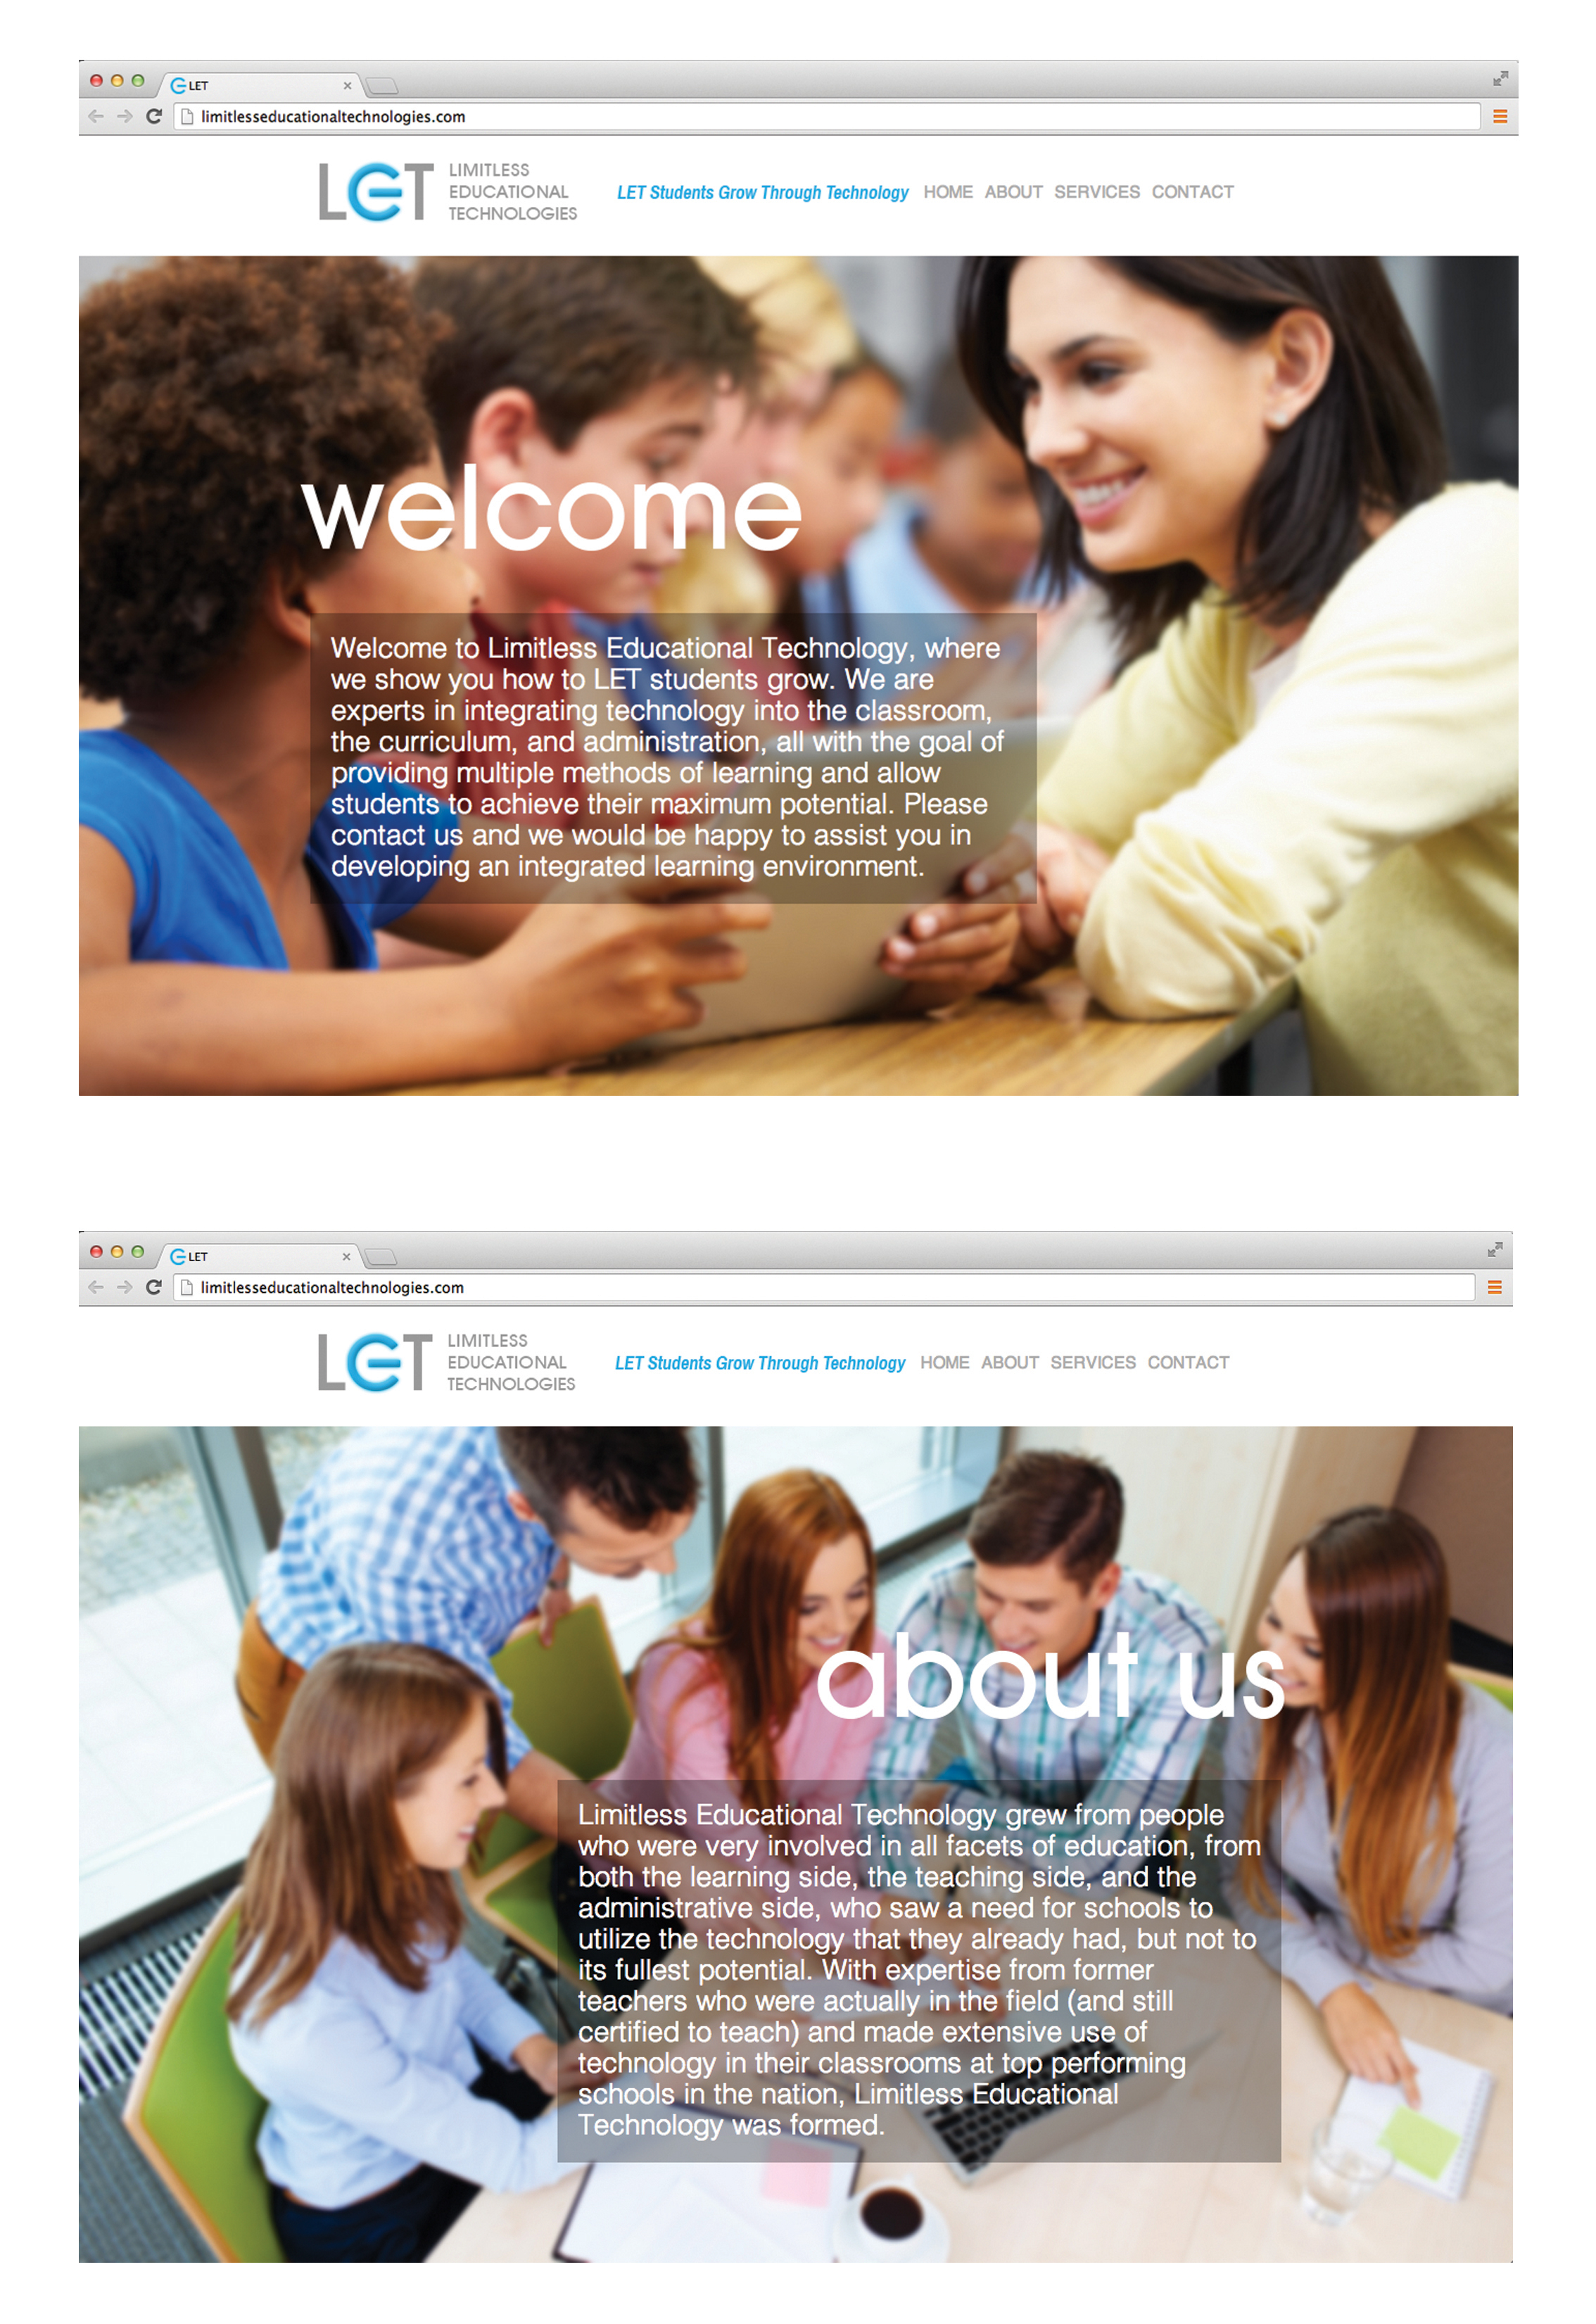 LET
limitlesseducationaltechnologies.com
LET
LIMITLESS
EDUCATIONAL
TECHNOLOGIES
LET Students Grow Through Technology HOME ABOUT SERVICES CONTACT
welcome
Welcome to Limitless Educational Technology, where
we show you how to LET students grow. We are
experts in integrating technology into the classroom,
the curriculum, and administration, all with the goal of
providing multiple methods of learning and allow
students to achieve their maximum potential. Please
contact us and we would be happy to assist you in
developing an integrated learning environment.
LET
limitlesseducationaltechnologies.com
LET
LIMITLESS
EDUCATIONAL
TECHNOLOGIES
LET Students Grow Through Technology HOME ABOUT SERVICES CONTACT
about us
Limitless Educational Technology grew from people
who were very involved in all facets of education, from
both the learning side, the teaching side, and the
administrative side, who saw a need for schools to
utilize the technology that they already had, but not to
its fullest potential. With expertise from former
teachers who were actually in the field (and still
certified to teach) and made extensive use of
technology in their classrooms at top performing
schools in the nation, Limitless Educational
Technology was formed.